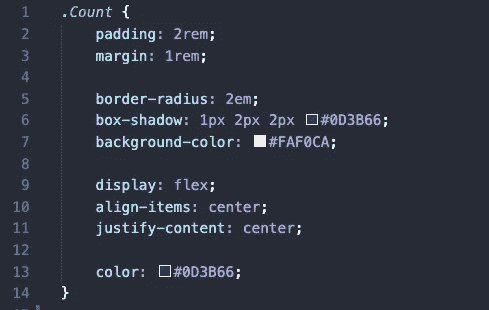 1 .Count {
2 padding: 2rem;
3 margin: 1rem;
4
5 border-radius: 2em;
6 box-shadow: 1px 2px 2px #0D3B66;
7 background-color: #FAF0CA;
8
9 display: flex;
10 align-items: center;
11 justify-content: center;
12
13 color: #0D3B66;
14 }